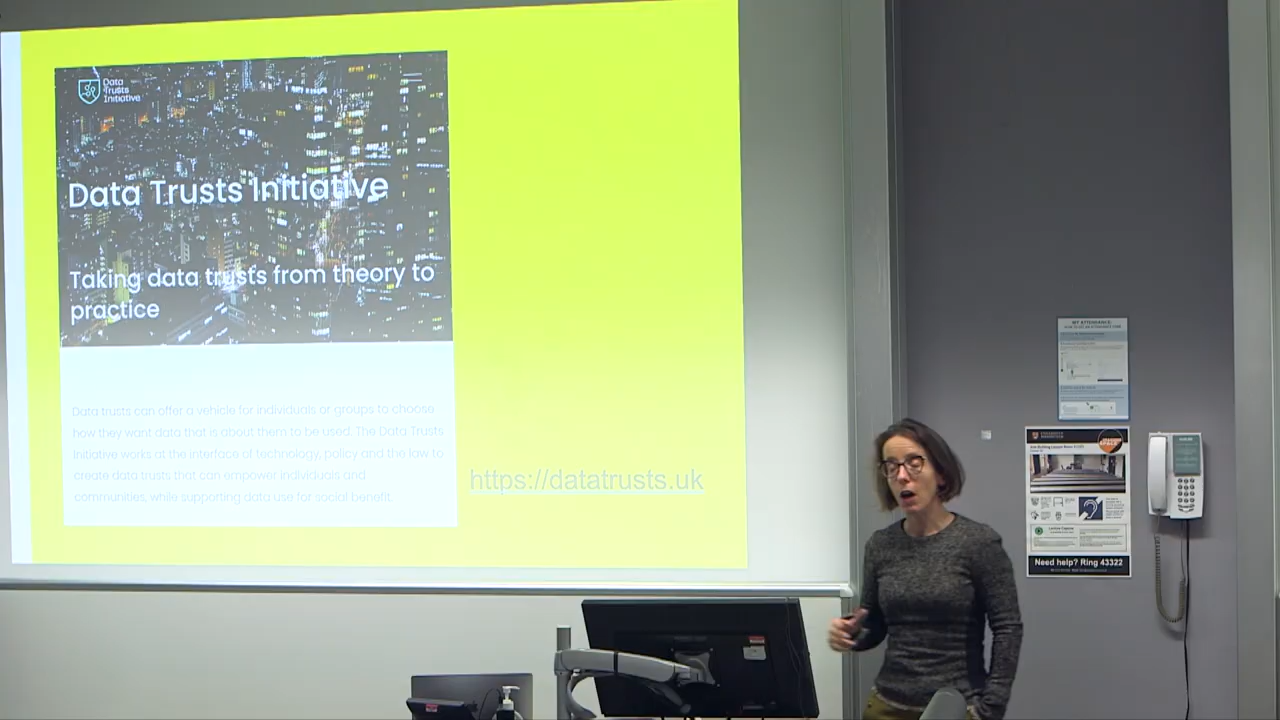 Data
Trusts
Initiative
Data Trusts Initiative
Taking data trusts from theory to
practice
Data trusts can offer a vehicle for individuals or groups to choose
how they want data that is about them to be used. The Data Trusts
Initiative works at the interface of technology, policy and the law to
create data trusts that can empower individuals and
communities, while supporting data use for social benefit.
https://datatrusts.uk
MY ATTENDANCE:
Need help? Ring 43322